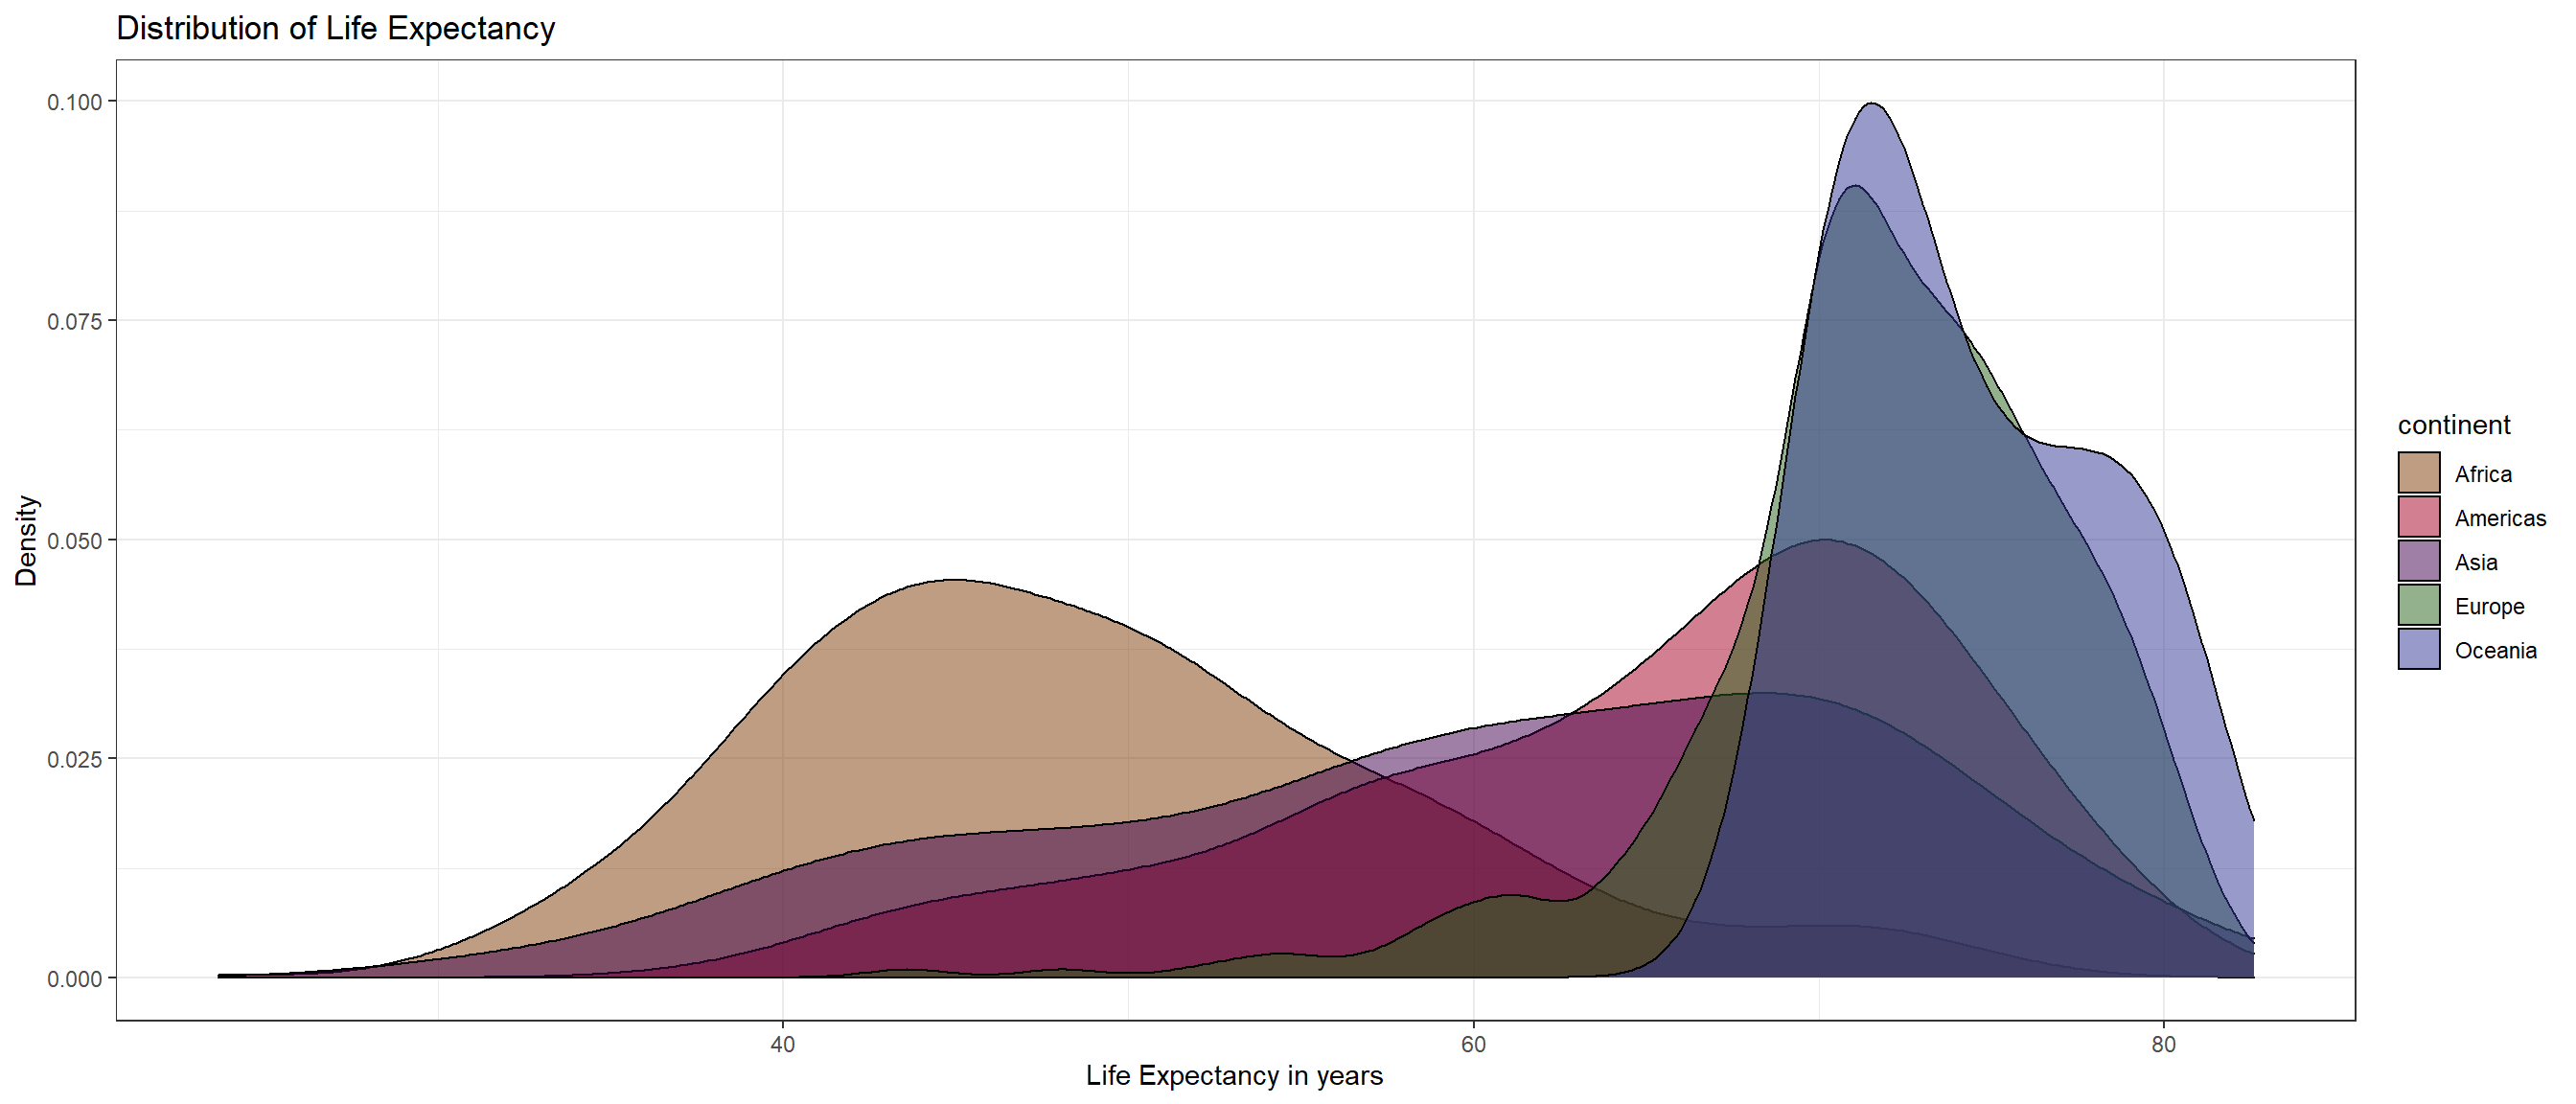 Distribution of Life Expectancy
0.100
0.075
0.050
0.025
0.000
Density
40 60 80
Life Expectancy in years
continent
Africa
Americas
Asia
Europe
Oceania